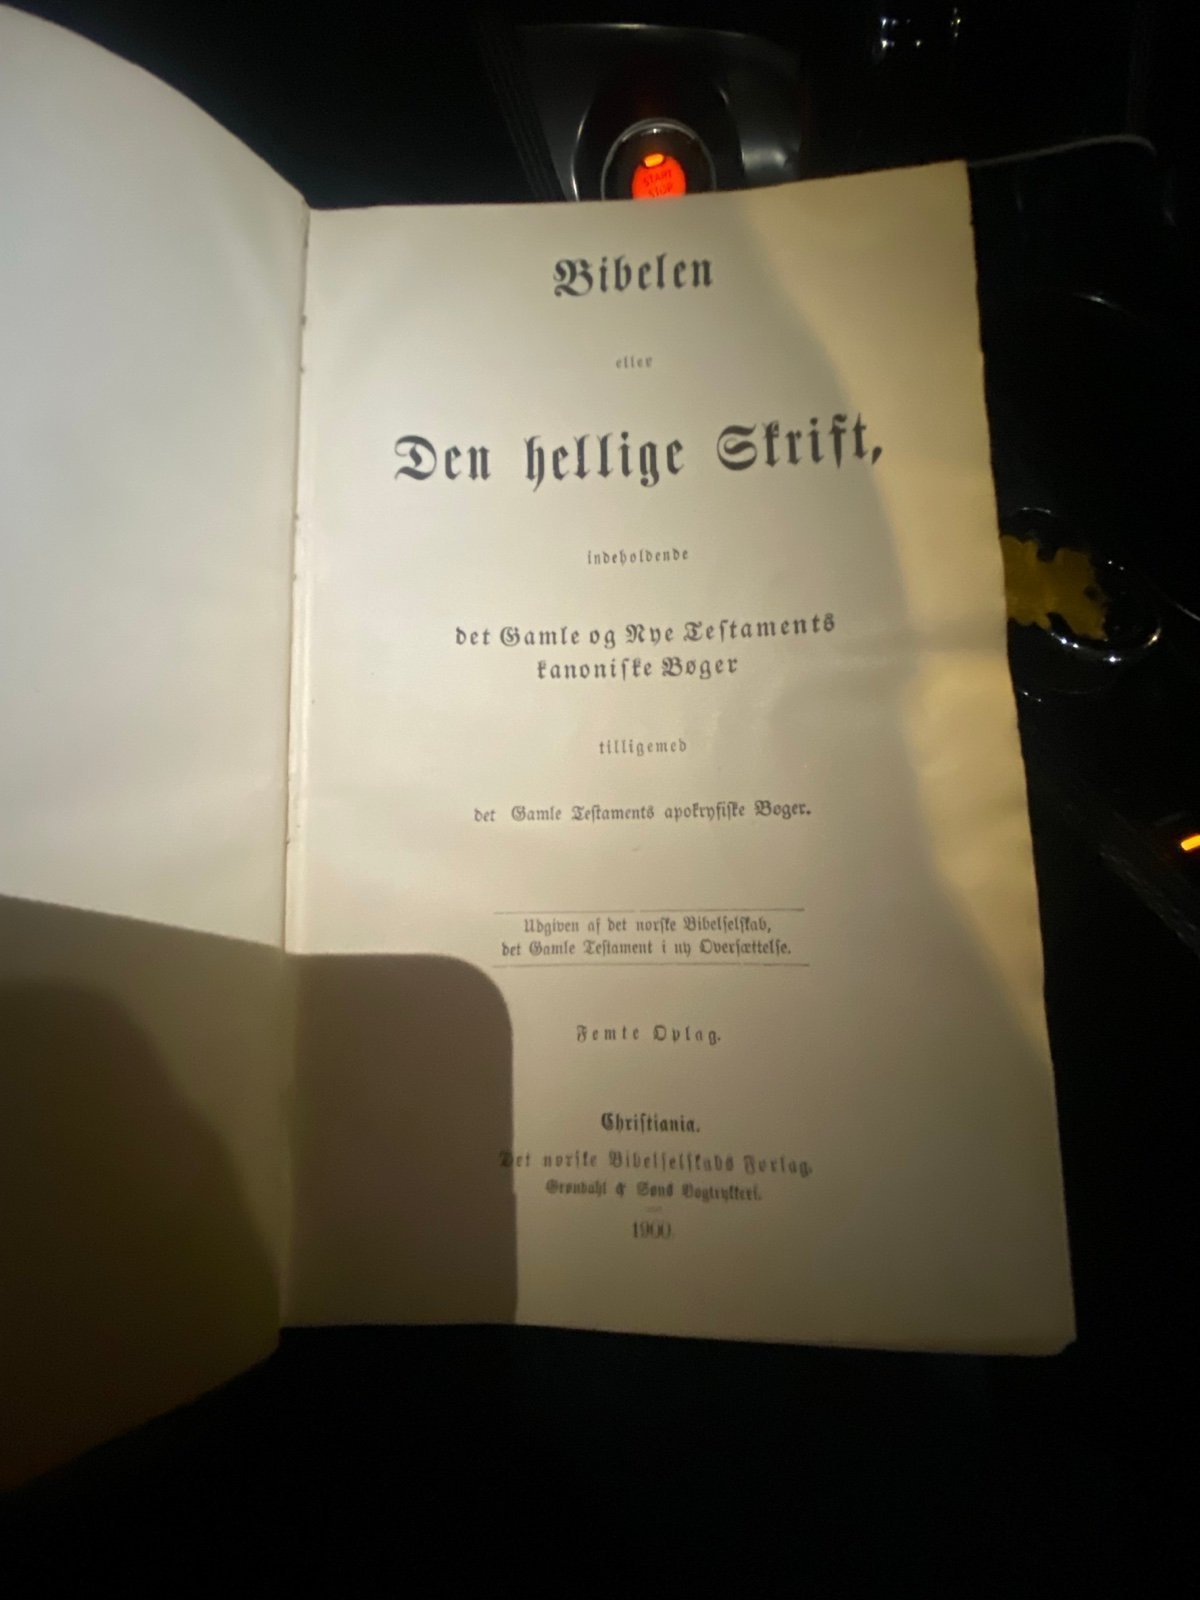 START
STOP
Bibelen
eller
Den hellige Skrift,
indeholdende
det Gamle og Nye Testaments
kanoniske Bøger
tilligemed
det Gamle Testaments apokryfiske Bøger.
Udgiven af det norske Bibelselskab,
det Gamle Testament i ny Oversættelse.
Femte Oplag.
Christiania.
Det norske Bibelselskabs Forlag.
Grøndahl & Søns Bogtrykkeri.
1900